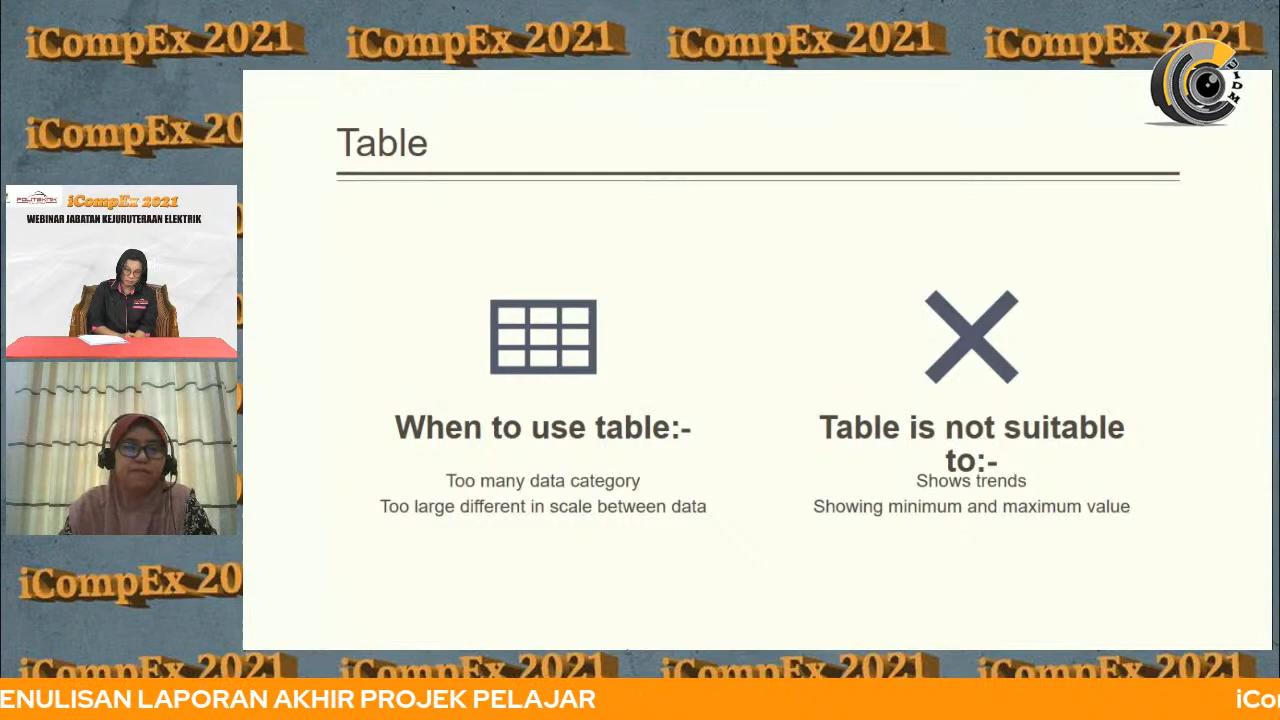 iCompEx 2021 iCompEx 2021 iCompEx 2021 iCompEx 2021
UIDM
iCompEx 20
Table
POLITEKNIK iCompEx 2021
WEBINAR JABATAN KEJURUTERAAN ELEKTRIK
When to use table:-
Too many data category
Too large different in scale between data
Table is not suitable
to:-
Shows trends
Showing minimum and maximum value
iCompEx 20
iCompEx 2021 iCompEx 2021 iCompEx 2021 iCompEx 2021
ENULISAN LAPORAN AKHIR PROJEK PELAJAR
iCo